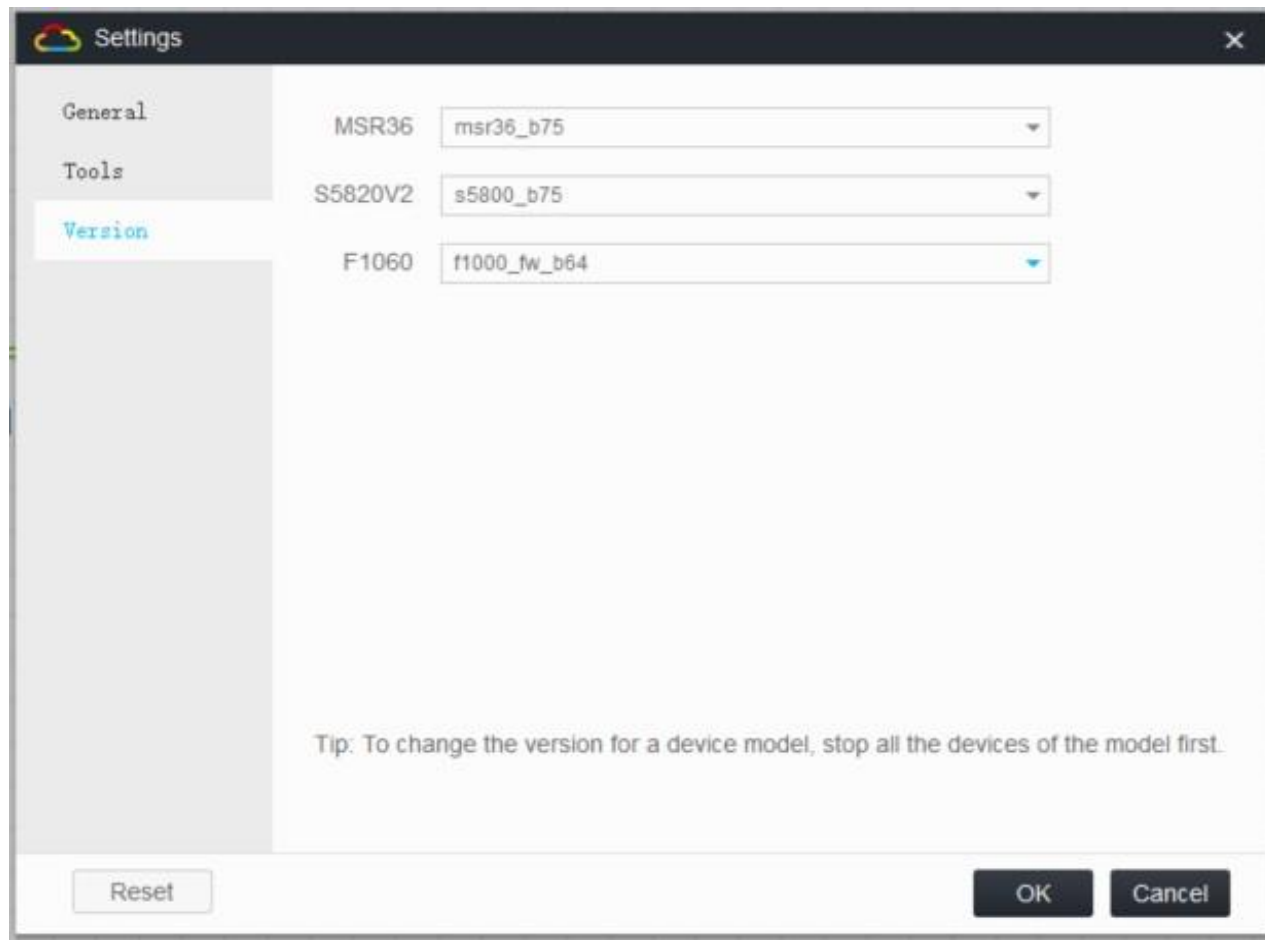 Settings
General
Tools
Version
MSR36 msr36_b75
S5820V2 s5800_b75
F1060 f1000_fw_b64
Tip: To change the version for a device model, stop all the devices of the model first.
Reset OK Cancel